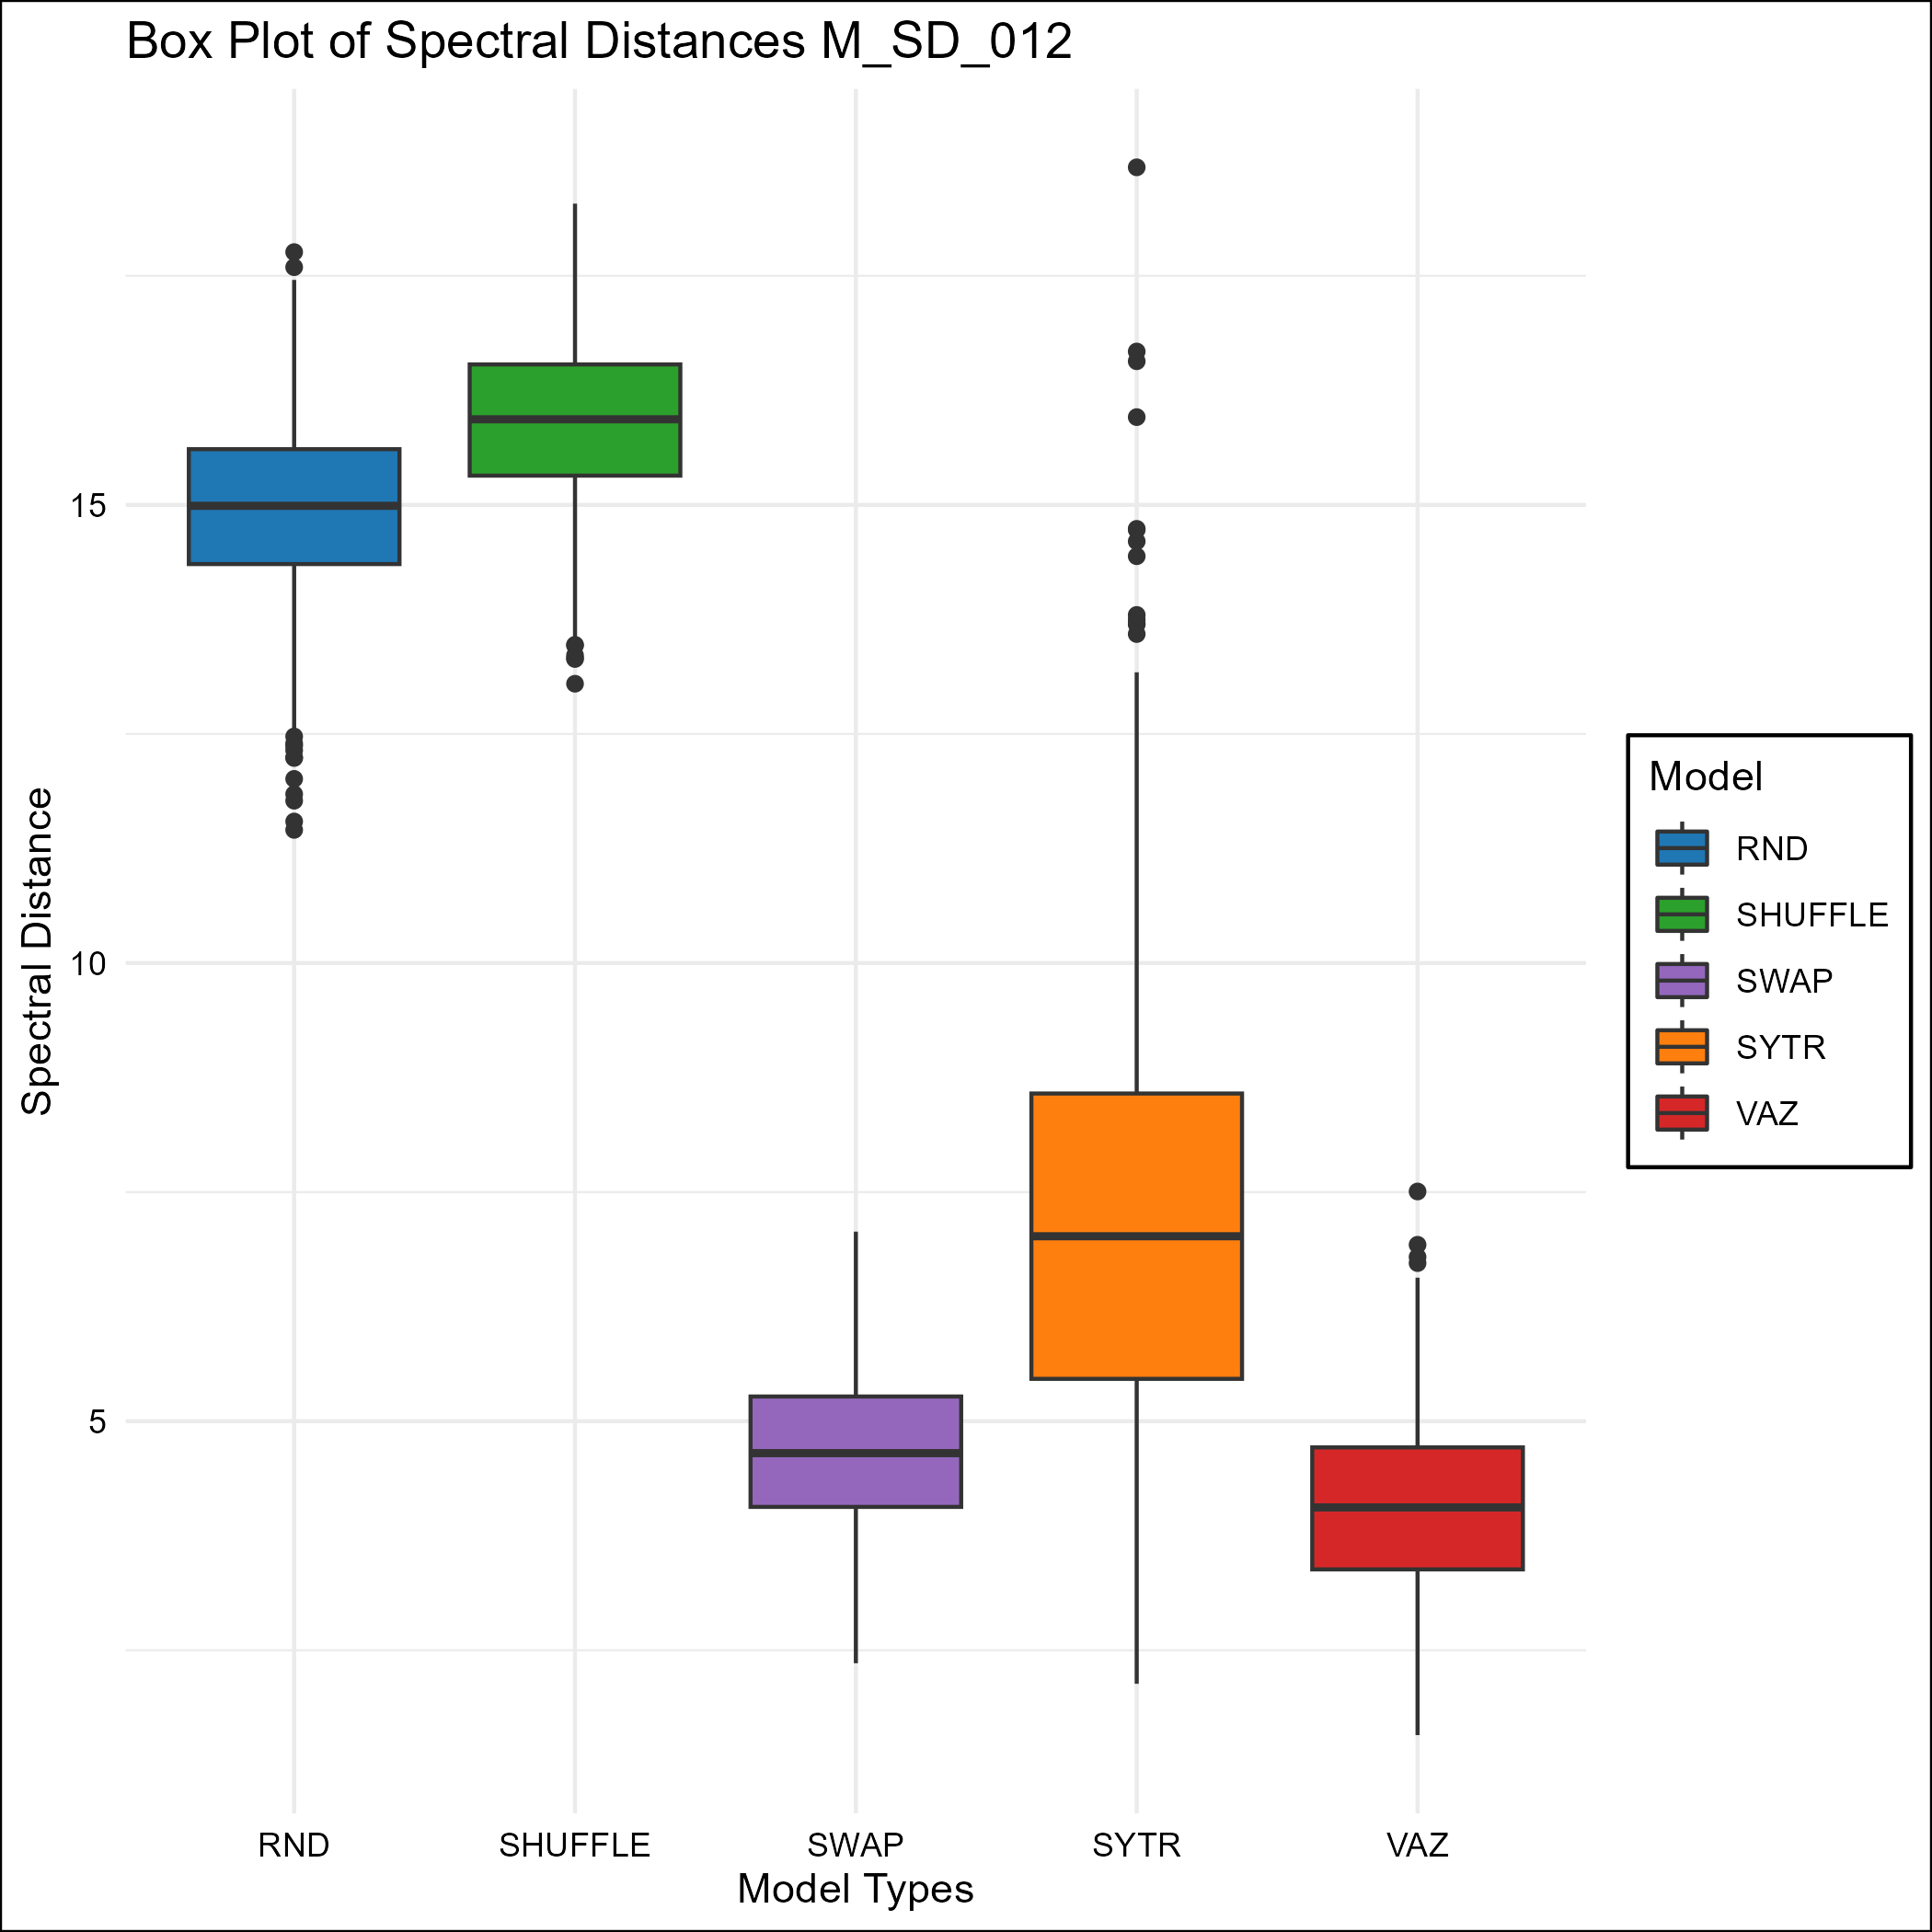 Box Plot of Spectral Distances M_SD_012
Spectral Distance
15
10
5
RND
SHUFFLE
SWAP
SYTR
VAZ
Model Types
Model
RND
SHUFFLE
SWAP
SYTR
VAZ